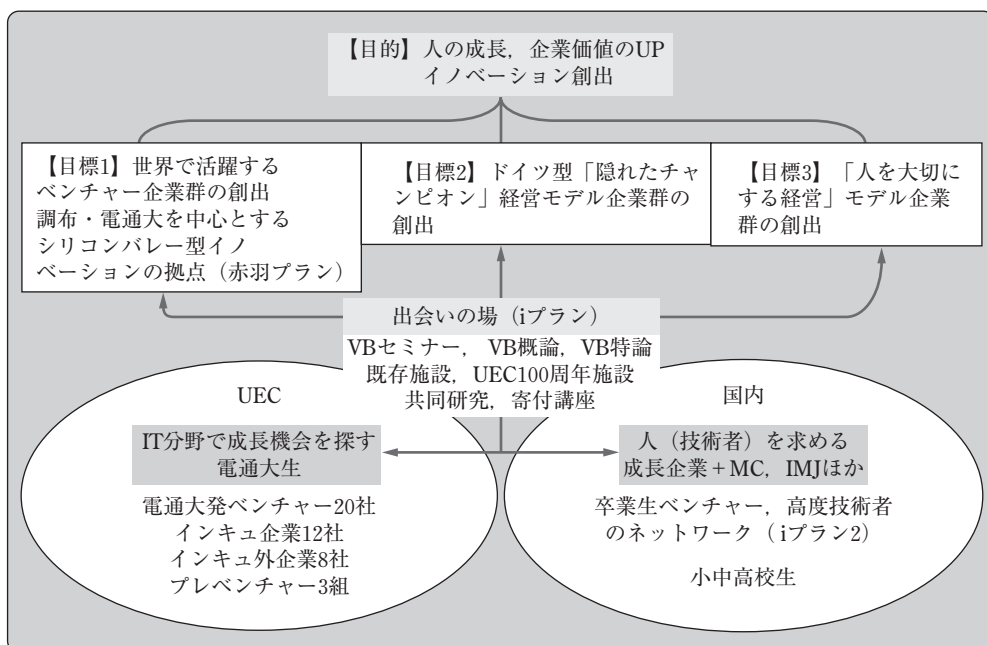 【目的】人の成長，企業価値のUP
イノベーション創出
【目標1】世界で活躍する
ベンチャー企業群の創出
調布・電通大を中心とする
シリコンバレー型イノ
ベーションの拠点（赤羽プラン）
【目標2】ドイツ型「隠れたチャ
ンピオン」経営モデル企業群の
創出
【目標3】「人を大切に
する経営」モデル企業
群の創出
出会いの場（iプラン）
VBセミナー， VB概論，VB特論
既存施設，UEC100周年施設
共同研究，寄付講座
UEC
IT分野で成長機会を探す
電通大生
電通大発ベンチャー20社
インキュ企業12社
インキュ外企業8社
プレベンチャー3組
国内
人（技術者）を求める
成長企業＋MC，IMJほか
卒業生ベンチャー，高度技術者
のネットワーク（iプラン2）
小中高校生